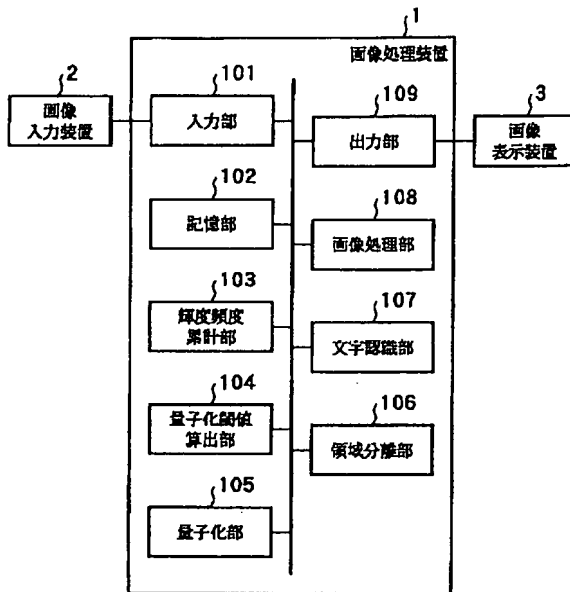 1
画像処理装置
2
画像
入力装置
101
入力部
109
出力部
3
画像
表示装置
102
記憶部
108
画像処理部
103
輝度頻度
累計部
107
文字認識部
104
量子化閾値
算出部
106
領域分離部
105
量子化部